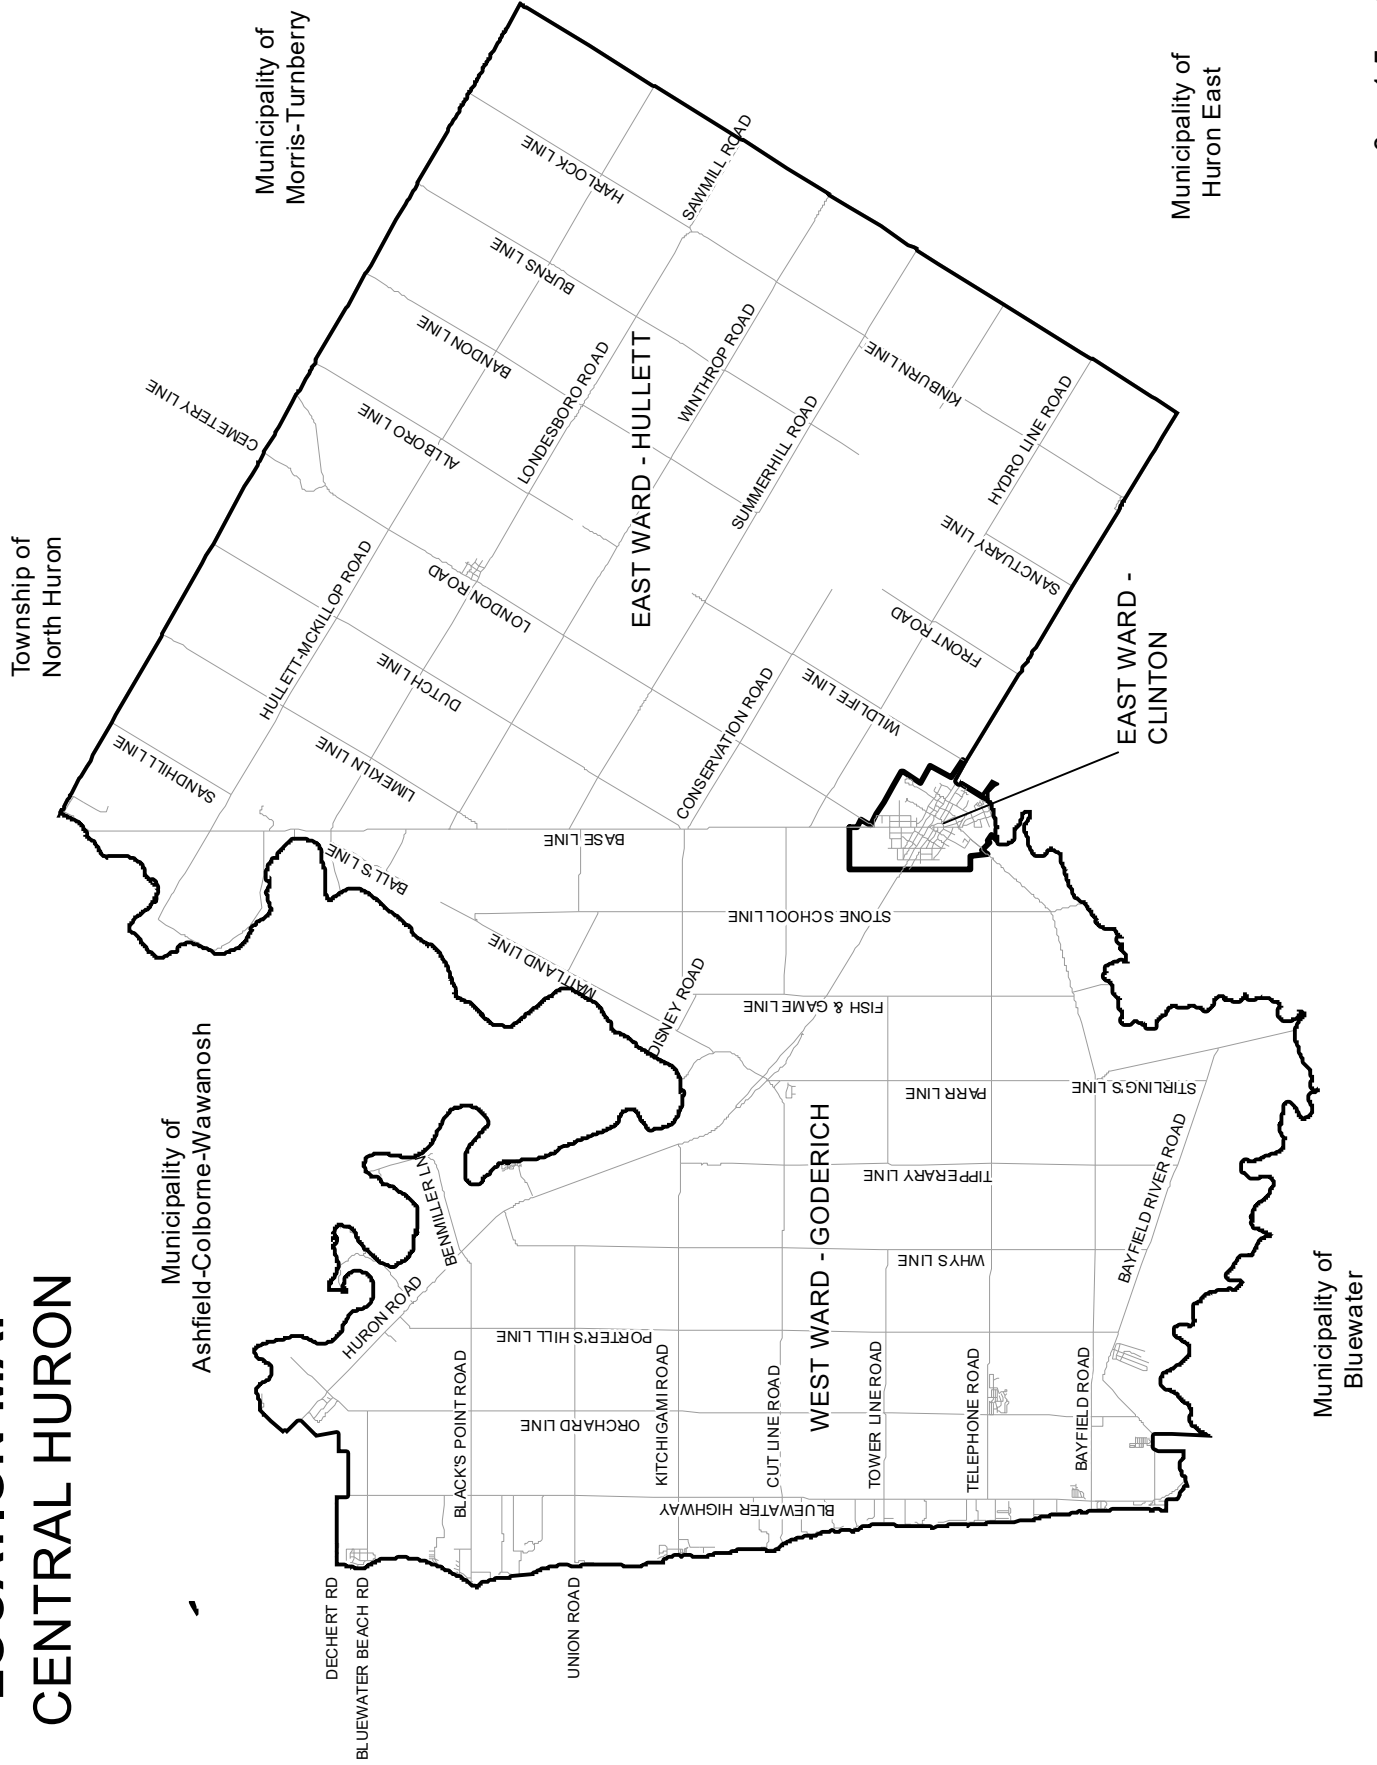 CENTRAL HURON
Township of
North Huron
Municipality of
Morris-Turnberry
Municipality of
Ashfield-Colborne-Wawanosh
Municipality of
Huron East
Municipality of
Bluewater
EAST WARD - HULLETT
EAST WARD -
CLINTON
WEST WARD - GODERICH
CEMETERY LINE
HARLOCK LINE
SAWMILL ROAD
BURNS LINE
BANDON LINE
ALLBORO LINE
LONDESBORO ROAD
WINTHROP ROAD
SUMMERHILL ROAD
KINBURN LINE
HYDRO LINE ROAD
SANCTUARY LINE
FRONT ROAD
WILDLIFE LINE
CONSERVATION ROAD
LONDON ROAD
HULLETT-MCKILLOP ROAD
DUTCH LINE
LIMEKILN LINE
SANDHILL LINE
BALL'S LINE
BASE LINE
STONE SCHOOL LINE
MAITLAND LINE
DISNEY ROAD
FISH & GAME LINE
PARR LINE
STIRLING'S LINE
TIPPERARY LINE
BAYFIELD RIVER ROAD
BENMILLER LN
HURON ROAD
WHYS LINE
PORTER'S HILL LINE
ORCHARD LINE
BLACK'S POINT ROAD
KITCHIGAMI ROAD
CUT LINE ROAD
TOWER LINE ROAD
TELEPHONE ROAD
BAYFIELD ROAD
BLUEWATER HIGHWAY
DECHERT RD
BLUEWATER BEACH RD
UNION ROAD